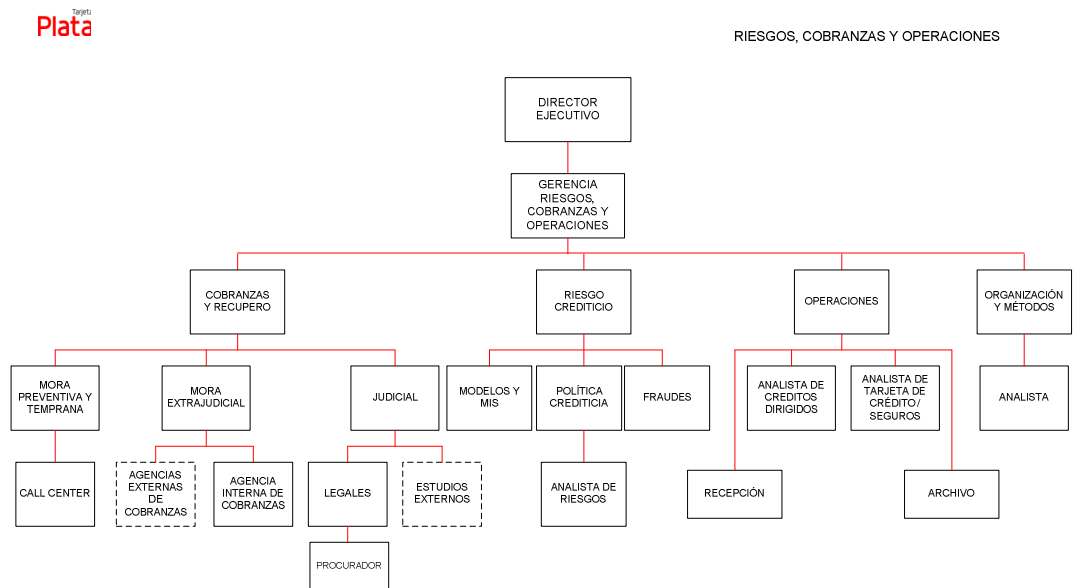 Tarjeta
Plata
RIESGOS, COBRANZAS Y OPERACIONES
DIRECTOR
EJECUTIVO
GERENCIA
RIESGOS,
COBRANZAS Y
OPERACIONES
COBRANZAS
Y RECUPERO
RIESGO
CREDITICIO
OPERACIONES
ORGANIZACIÓN
Y MÉTODOS
MORA
PREVENTIVA Y
TEMPRANA
MORA
EXTRAJUDICIAL
JUDICIAL
MODELOS Y
MIS
POLÍTICA
CREDITICIA
FRAUDES
ANALISTA DE
CREDITOS
DIRIGIDOS
ANALISTA DE
TARJETA DE
CRÉDITO /
SEGUROS
ANALISTA
CALL CENTER
AGENCIAS
EXTERNAS
DE
COBRANZAS
AGENCIA
INTERNA DE
COBRANZAS
LEGALES
ESTUDIOS
EXTERNOS
ANALISTA DE
RIESGOS
RECEPCIÓN
ARCHIVO
PROCURADOR